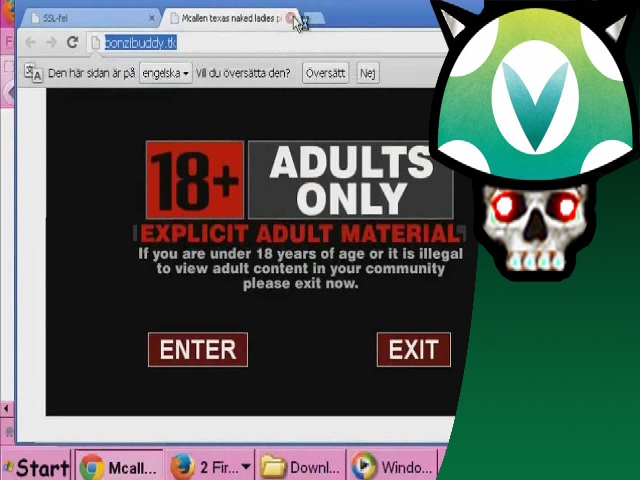 SSL-fel
Mcallen texas naked ladies pi
bonzibuddy.tk
Den här sidan är på engelska Vill du översätta den? Översätt Nej
18+ ADULTS ONLY
EXPLICIT ADULT MATERIAL
If you are under 18 years of age or it is illegal
to view adult content in your community
please exit now.
ENTER EXIT
Start Mcall... 2 Fir... Downl... Windo...